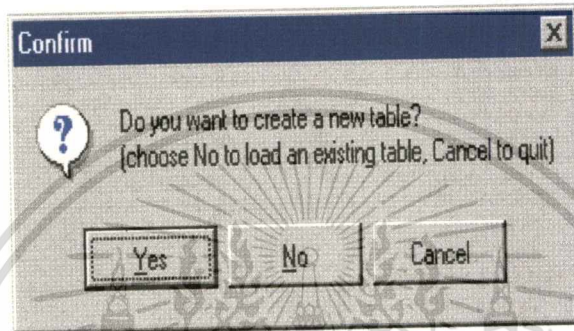 Confirm
Do you want to create a new table?
(choose No to load an existing table, Cancel to quit)
Yes
No
Cancel